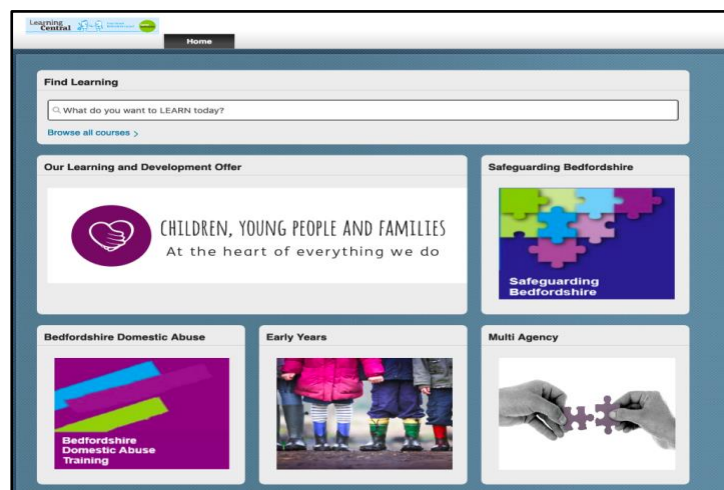 Learning
Central
Home
Find Learning
What do you want to LEARN today?
Browse all courses >
Our Learning and Development Offer
CHILDREN, YOUNG PEOPLE AND FAMILIES
At the heart of everything we do
Safeguarding Bedfordshire
Safeguarding
Bedfordshire
Bedfordshire Domestic Abuse
Bedfordshire
Domestic Abuse
Training
Early Years
Multi Agency